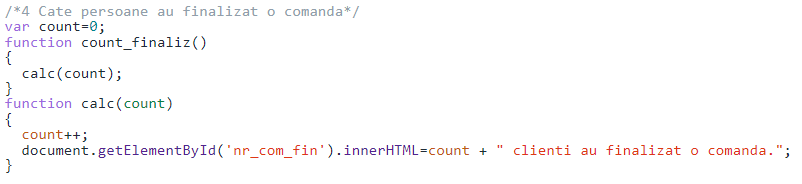 /*4 Cate persoane au finalizat o comanda*/
var count=0;
function count_finaliz()
{
  calc(count);
}
function calc(count)
{
  count++;
  document.getElementById('nr_com_fin').innerHTML=count + " clienti au finalizat o comanda.";
}